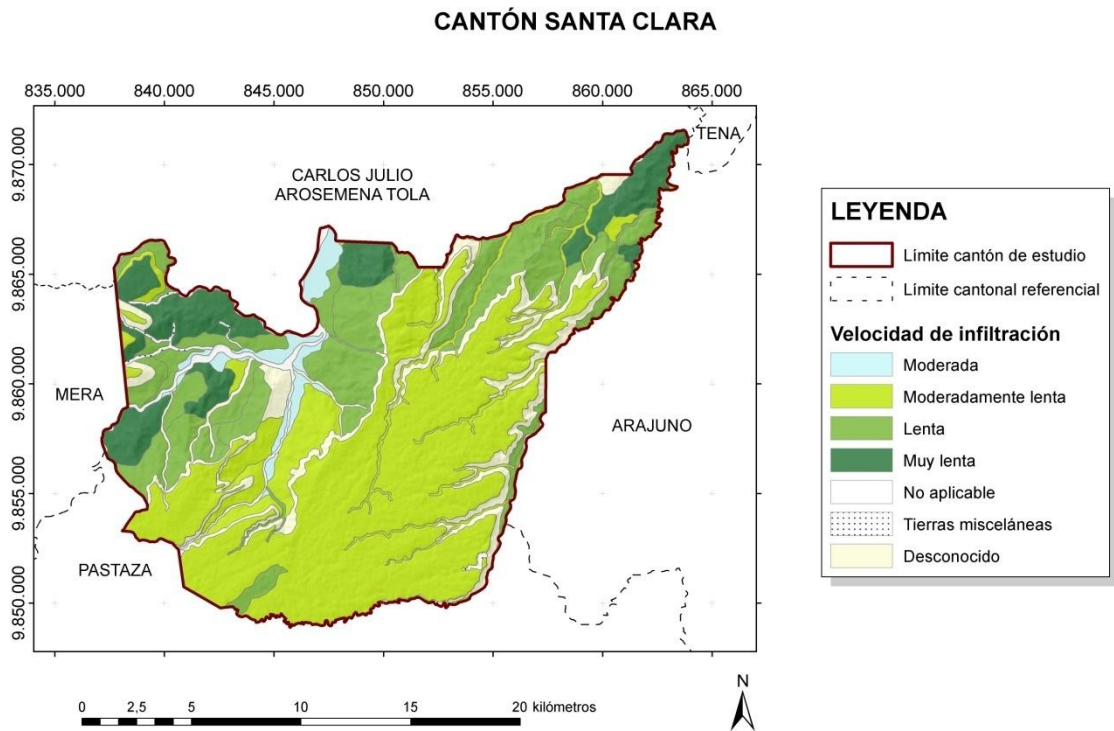 CANTÓN SANTA CLARA
835.000 840.000 845.000 850.000 855.000 860.000 865.000
9.870.000
9.865.000
9.860.000
9.855.000
9.850.000
TENA
CARLOS JULIO
AROSEMENA TOLA
MERA
ARAJUNO
PASTAZA
LEYENDA
Límite cantón de estudio
Límite cantonal referencial
Velocidad de infiltración
Moderada
Moderadamente lenta
Lenta
Muy lenta
No aplicable
Tierras misceláneas
Desconocido
0 2,5 5 10 15 20 kilómetros
N